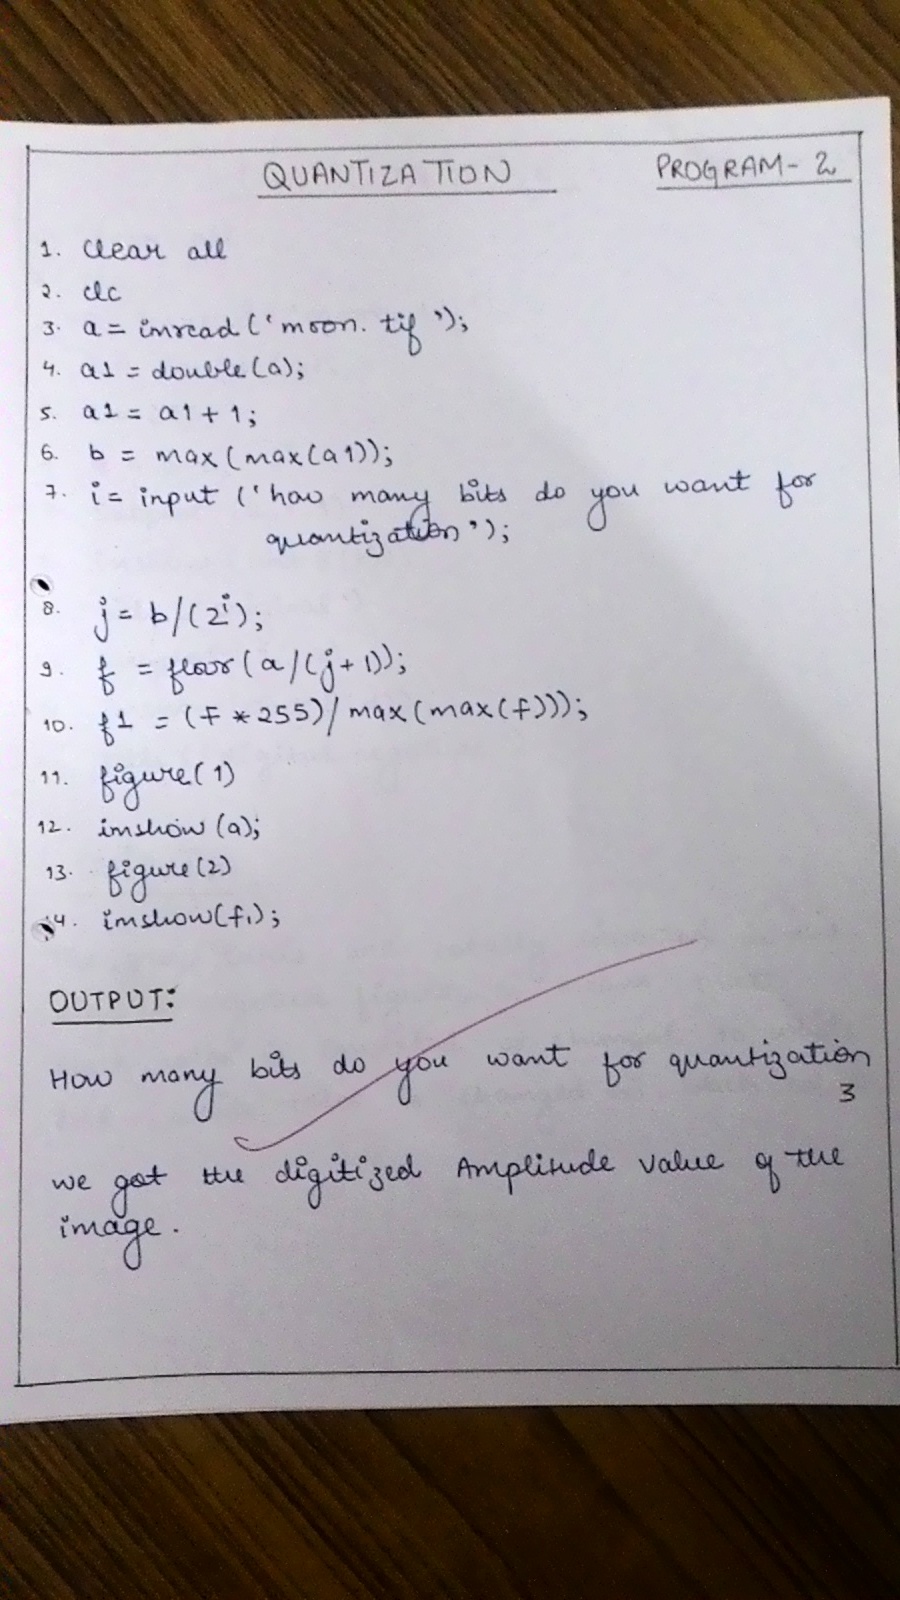 QUANTIZATION PROGRAM-2
1. clear all
2. clc
3. a = imread('moon.tif');
4. a1 = double(a);
5. a1 = a1+1;
6. b = max(max(a1));
7. i = input ('how many bits do you want for
quantization');
8. j = b/(2^i);
9. f = floor(a/(j+1));
10. f1 = (f*255)/max(max(f)));
11. figure(1)
12. imshow(a);
13. figure(2)
14. imshow(f1);
OUTPUT:
How many bits do you want for quantization
3
we got the digitized Amplitude value of the
image.